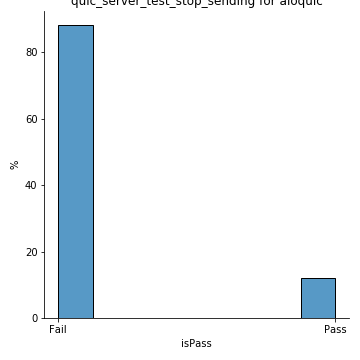 quic_server_test_stop_sending for aioquic
80
60
%
40
20
0
Fail
Pass
isPass